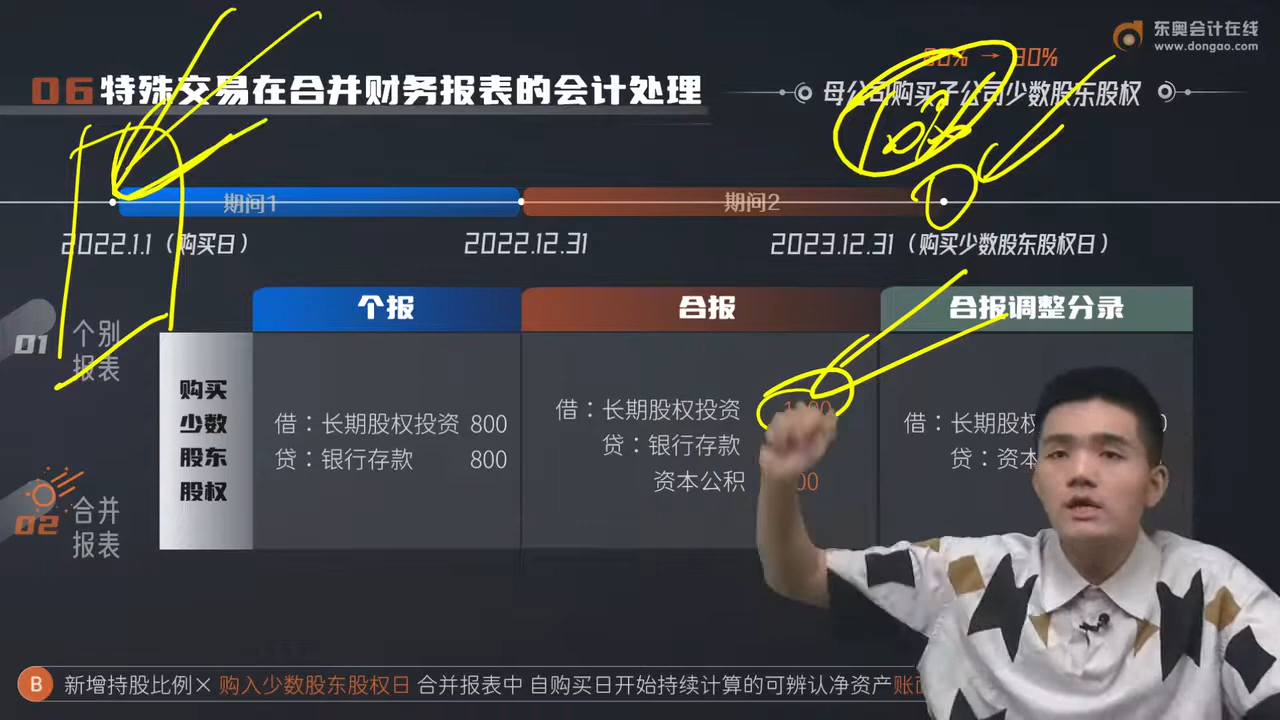 东奥会计在线
www.dongao.com
06 特殊交易在合并财务报表的会计处理
→ 80%
母公司购买子公司少数股东股权
期间1
期间2
2022.1.1（购买日）
2022.12.31
2023.12.31（购买少数股东股权日）
01 个别报表
02 合并报表
个报
合报
合报调整分录
购买少数股东股权
借：长期股权投资 800
贷：银行存款 800
借：长期股权投资
贷：银行存款
资本公积
借：长期股权
贷：资本
B 新增持股比例× 购入少数股东股权日 合并报表中 自购买日开始持续计算的可辨认净资产账面